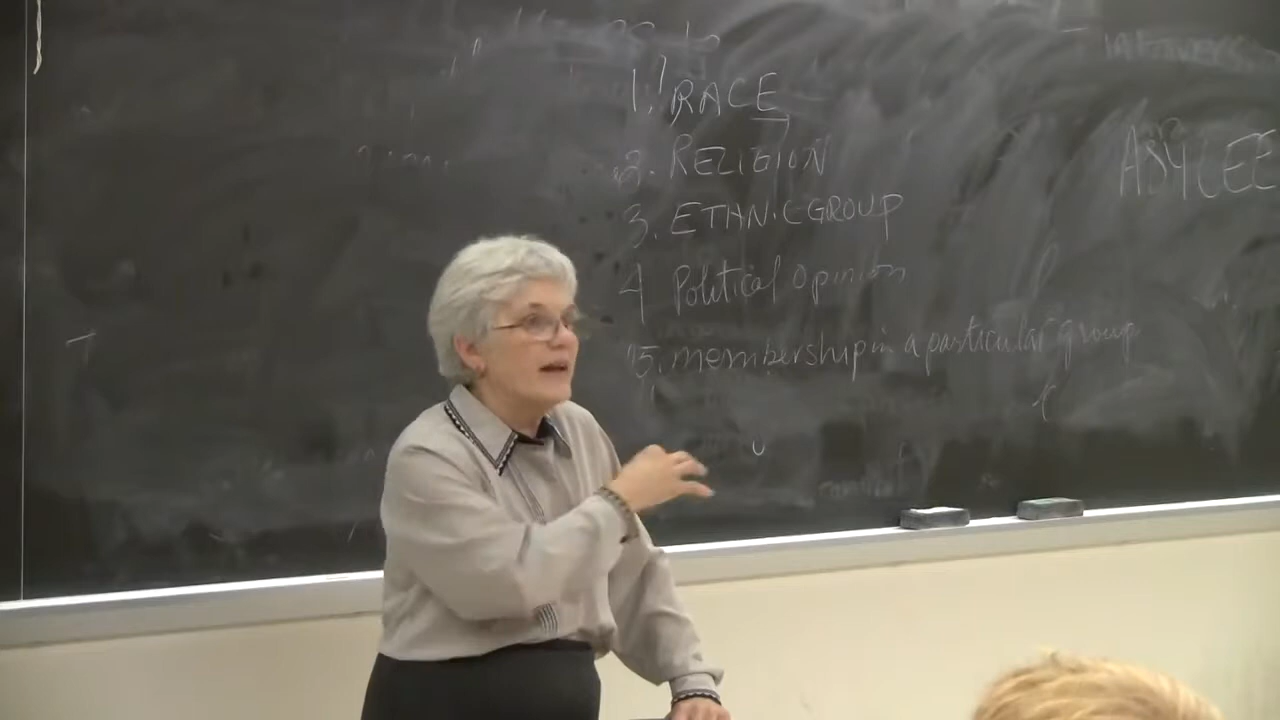 1. RACE
2. RELIGION
3. ETHNIC GROUP
4 Political opinion
5. membership in a particular group
ASYLEE